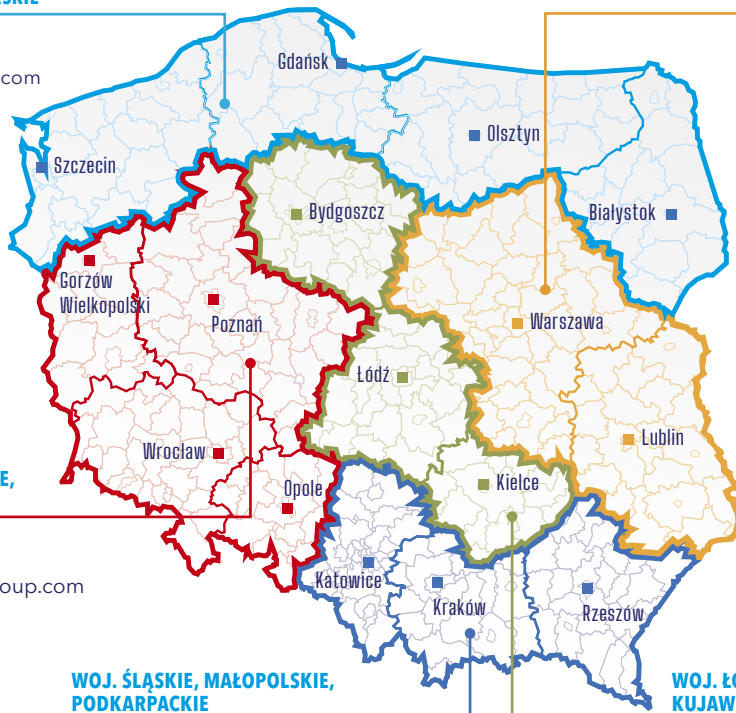 com
Gdańsk
Olsztyn
Szczecin
Bydgoszcz
Białystok
Gorzów
Wielkopolski
Poznań
Warszawa
Łódź
Wrocław
Lublin
Opole
Kielce
E,
Katowice
Kraków
Rzeszów
oup.com
WOJ. ŚLĄSKIE, MAŁOPOLSKIE,
PODKARPACKIE
WOJ. ŁO
KUJAW